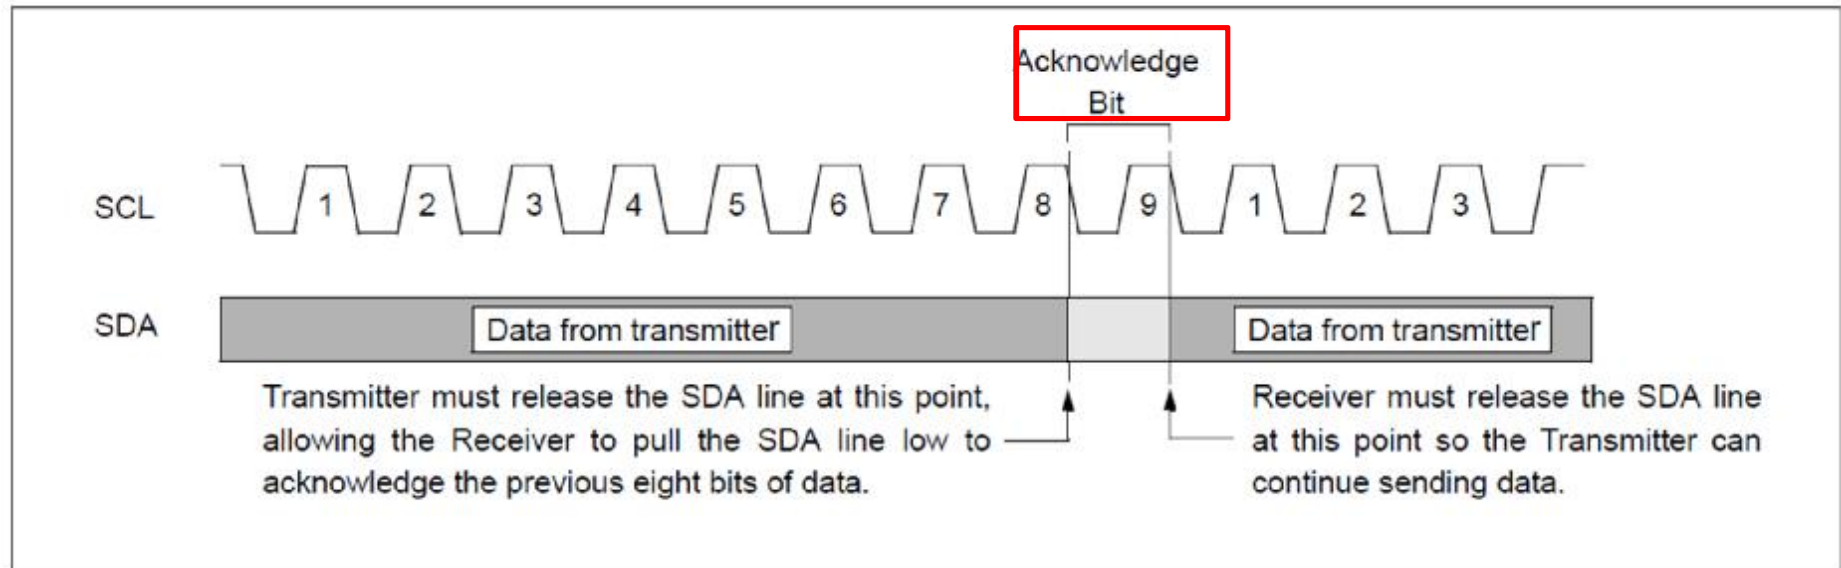 Acknowledge
Bit
SCL
1 2 3 4 5 6 7 8 9 1 2 3
SDA
Data from transmitter
Data from transmitter
Transmitter must release the SDA line at this point,
allowing the Receiver to pull the SDA line low to
acknowledge the previous eight bits of data.
Receiver must release the SDA line
at this point so the Transmitter can
continue sending data.